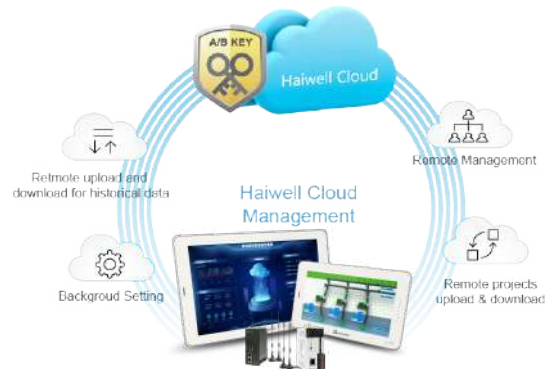 A/B KEY
Haiwell Cloud
Retmote upload and
download for historical data
Remote Management
Haiwell Cloud
Management
Backgroud Setting
Remote projects
upload & download